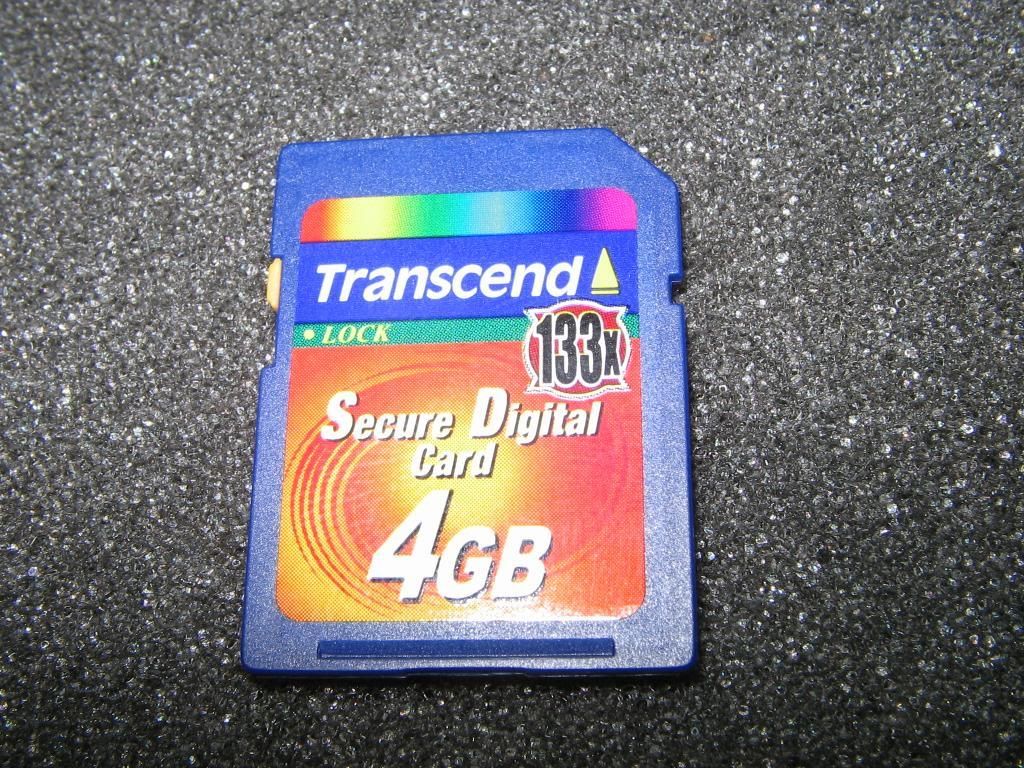 Transcend
• LOCK
133x
Secure Digital
Card
4GB